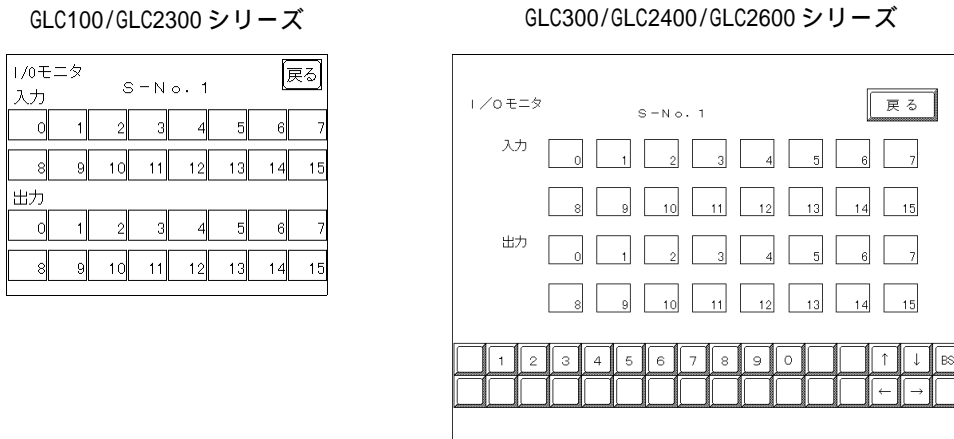 GLC100/GLC2300 シリーズ
I/Oモニタ
戻る
S-No. 1
入力
0 1 2 3 4 5 6 7
8 9 10 11 12 13 14 15
出力
0 1 2 3 4 5 6 7
8 9 10 11 12 13 14 15
GLC300/GLC2400/GLC2600 シリーズ
I/Oモニタ
S-No. 1
戻る
入力
0 1 2 3 4 5 6 7
8 9 10 11 12 13 14 15
出力
0 1 2 3 4 5 6 7
8 9 10 11 12 13 14 15
1 2 3 4 5 6 7 8 9 0 ↑ ↓ BS
← →